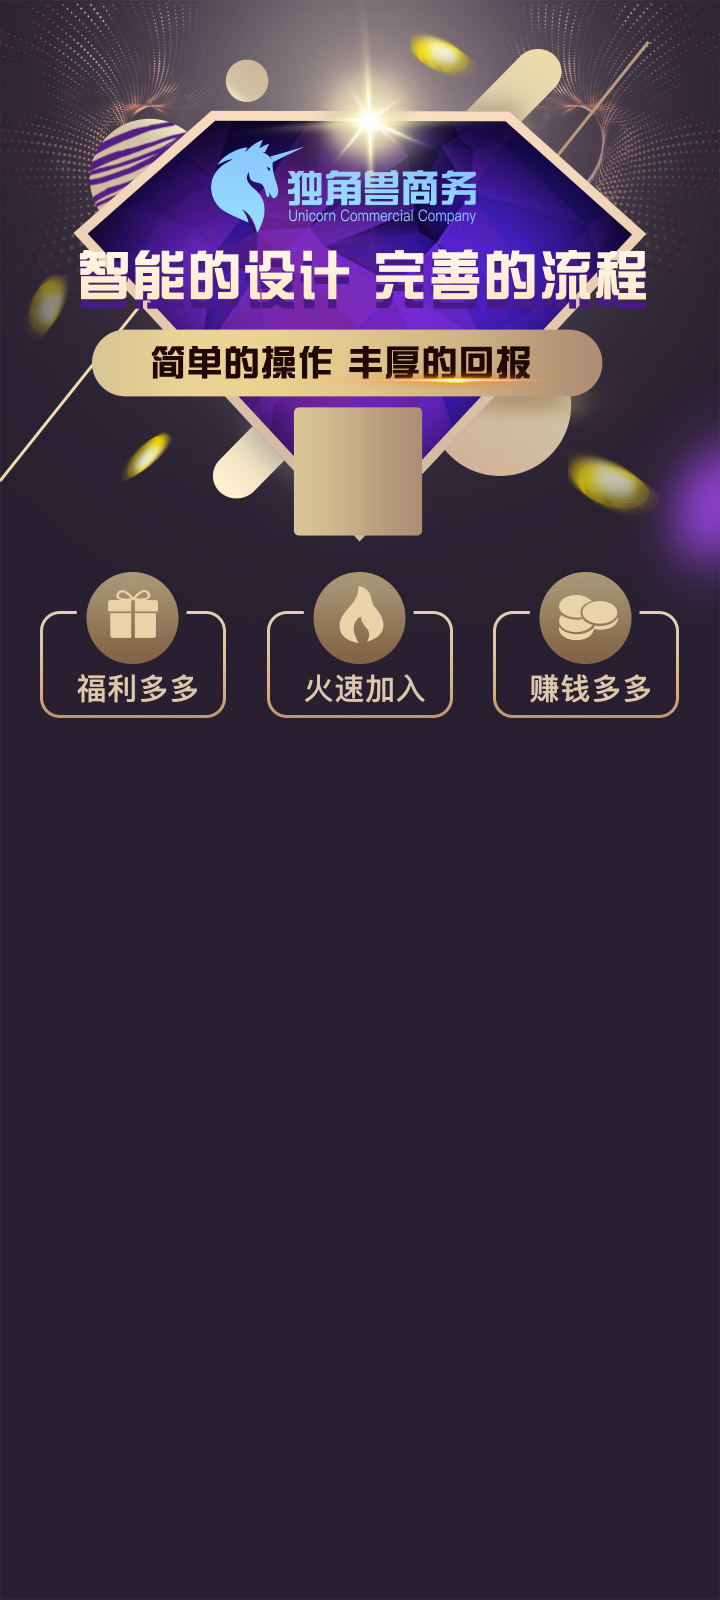 独角兽商务
Unicorn Commercial Company
智能的设计 完善的流程
简单的操作 丰厚的回报
福利多多
火速加入
赚钱多多